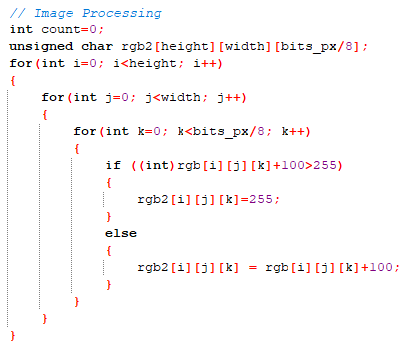 // Image Processing
int count=0;
unsigned char rgb2[height][width][bits_px/8];
for(int i=0; i<height; i++)
{
for(int j=0; j<width; j++)
{
for(int k=0; k<bits_px/8; k++)
{
if ((int)rgb[i][j][k]+100>255)
{
rgb2[i][j][k]=255;
}
else
{
rgb2[i][j][k] = rgb[i][j][k]+100;
}
}
}
}